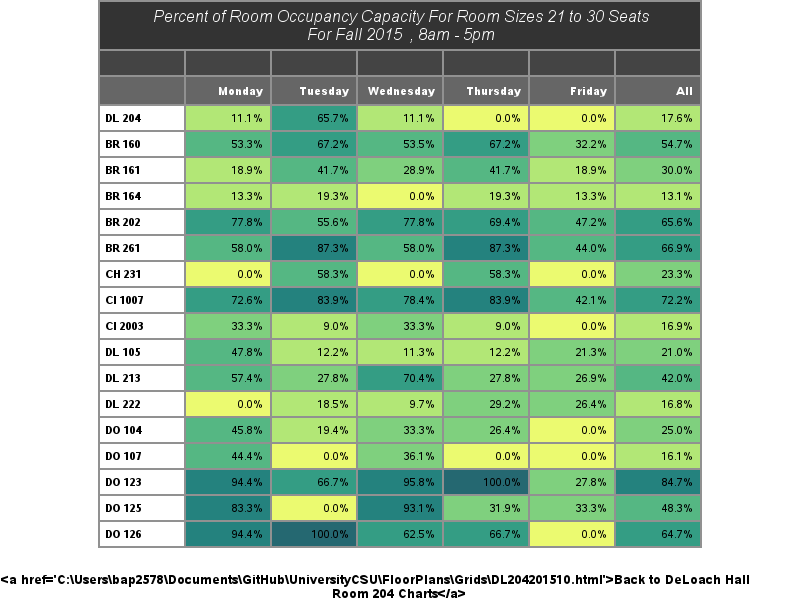 Percent of Room Occupancy Capacity For Room Sizes 21 to 30 Seats
For Fall 2015 , 8am - 5pm
Monday Tuesday Wednesday Thursday Friday All
DL 204 11.1% 65.7% 11.1% 0.0% 0.0% 17.6%
BR 160 53.3% 67.2% 53.5% 67.2% 32.2% 54.7%
BR 161 18.9% 41.7% 28.9% 41.7% 18.9% 30.0%
BR 164 13.3% 19.3% 0.0% 19.3% 13.3% 13.1%
BR 202 77.8% 55.6% 77.8% 69.4% 47.2% 65.6%
BR 261 58.0% 87.3% 58.0% 87.3% 44.0% 66.9%
CH 231 0.0% 58.3% 0.0% 58.3% 0.0% 23.3%
CI 1007 72.6% 83.9% 78.4% 83.9% 42.1% 72.2%
CI 2003 33.3% 9.0% 33.3% 9.0% 0.0% 16.9%
DL 105 47.8% 12.2% 11.3% 12.2% 21.3% 21.0%
DL 213 57.4% 27.8% 70.4% 27.8% 26.9% 42.0%
DL 222 0.0% 18.5% 9.7% 29.2% 26.4% 16.8%
DO 104 45.8% 19.4% 33.3% 26.4% 0.0% 25.0%
DO 107 44.4% 0.0% 36.1% 0.0% 0.0% 16.1%
DO 123 94.4% 66.7% 95.8% 100.0% 27.8% 84.7%
DO 125 83.3% 0.0% 93.1% 31.9% 33.3% 48.3%
DO 126 94.4% 100.0% 62.5% 66.7% 0.0% 64.7%
<a href='C:\Users\bap2578\Documents\GitHub\UniversityCSU\FloorPlans\Grids\DL204201510.html'>Back to DeLoach Hall
Room 204 Charts</a>